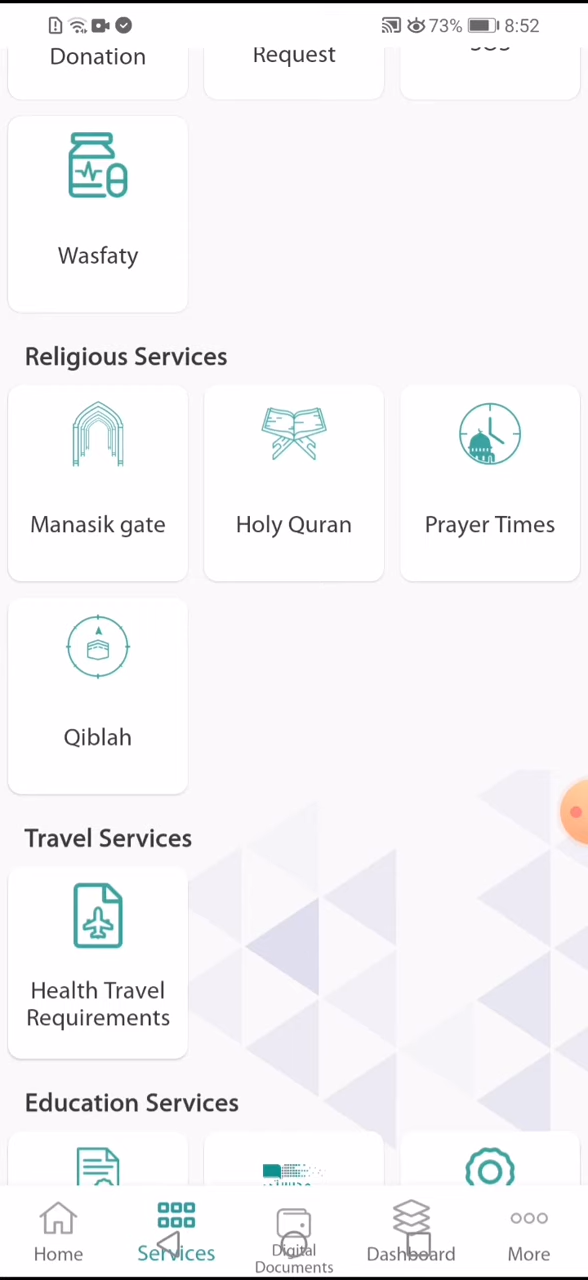 73% 8:52
Donation
Request
Wasfaty
Religious Services
Manasik gate
Holy Quran
Prayer Times
Qiblah
Travel Services
Health Travel
Requirements
Education Services
Home
Services
Digital
Documents
Dashboard
More